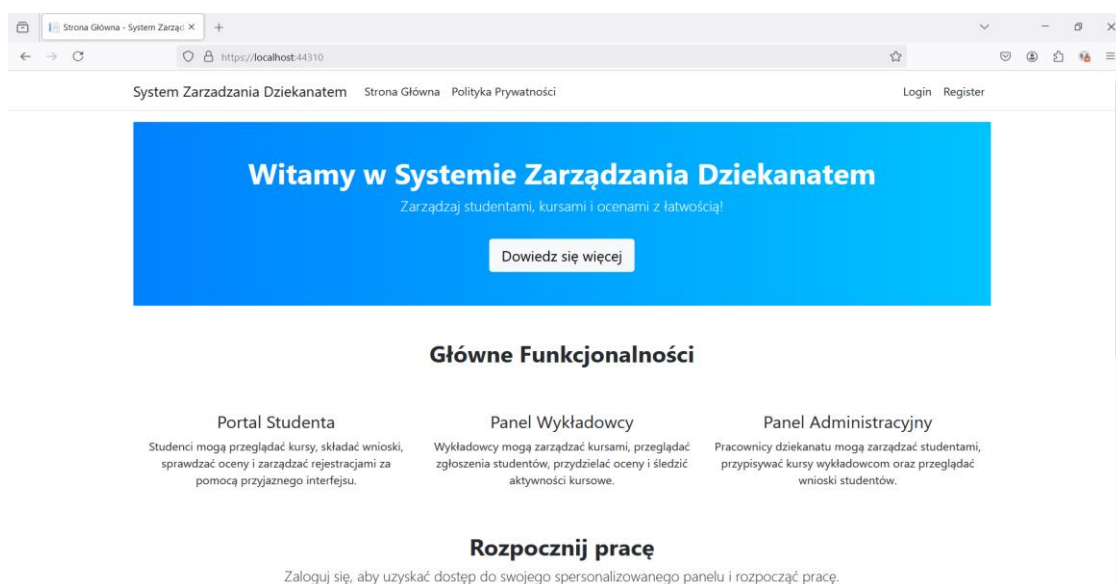 Strona Główna - System Zarząd
https://localhost:44310
System Zarzadzania Dziekanatem Strona Główna Polityka Prywatności Login Register
Witamy w Systemie Zarządzania Dziekanatem
Zarządzaj studentami, kursami i ocenami z łatwością!
Dowiedz się więcej
Główne Funkcjonalności
Portal Studenta
Studenci mogą przeglądać kursy, składać wnioski,
sprawdzać oceny i zarządzać rejestracjami za
pomocą przyjaznego interfejsu.
Panel Wykładowcy
Wykładowcy mogą zarządzać kursami, przeglądać
zgłoszenia studentów, przydzielać oceny i śledzić
aktywności kursowe.
Panel Administracyjny
Pracownicy dziekanatu mogą zarządzać studentami,
przypisywać kursy wykładowcom oraz przeglądać
wnioski studentów.
Rozpocznij pracę
Zaloguj się, aby uzyskać dostęp do swojego spersonalizowanego panelu i rozpocząć pracę.